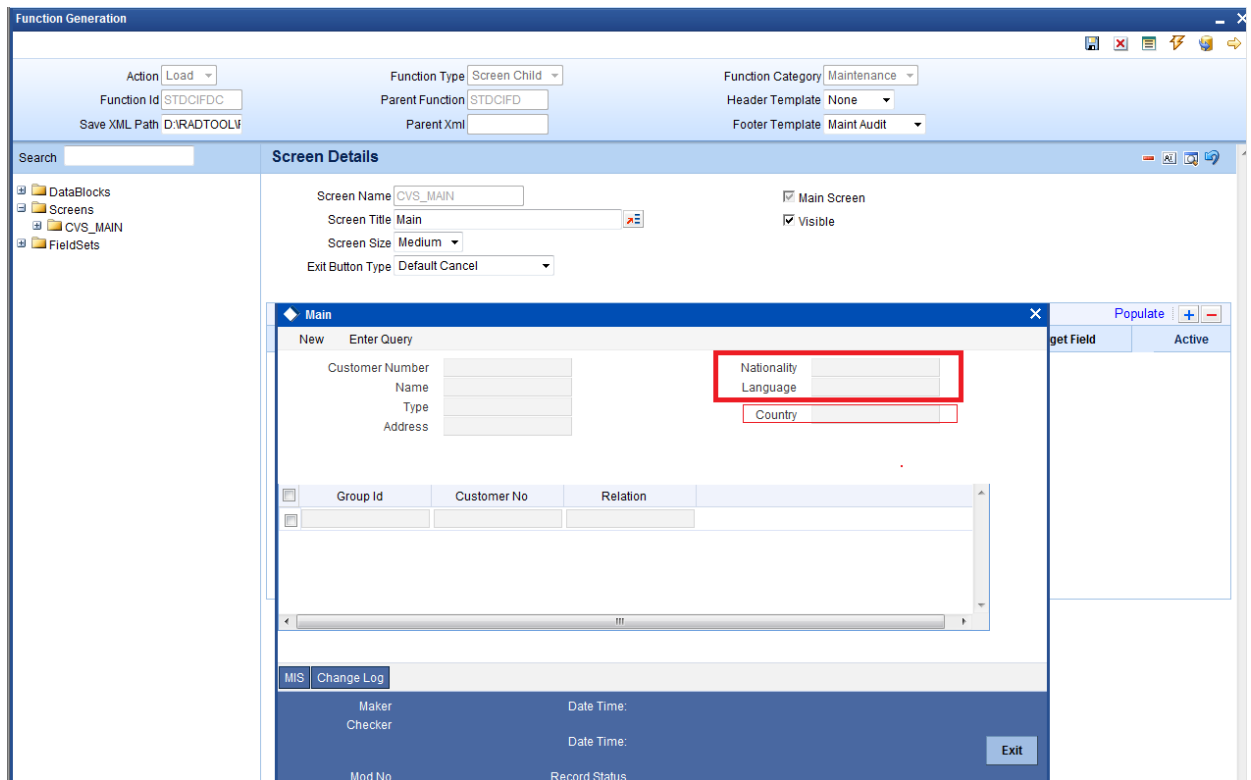 Function Generation
Action Load Function Type Screen Child Function Category Maintenance
Function Id STDCIFDC Parent Function STDCIFD Header Template None
Save XML Path D:\RADTOOL\F Parent Xml Footer Template Maint Audit
Search
Screen Details
DataBlocks
Screens
CVS_MAIN
FieldSets
Screen Name CVS_MAIN Main Screen
Screen Title Main Visible
Screen Size Medium
Exit Button Type Default Cancel
Populate
get Field Active
Main
New Enter Query
Customer Number Nationality
Name Language
Type Country
Address
Group Id Customer No Relation
MIS Change Log
Maker Date Time:
Checker
Date Time:
Exit
Mod No Record Status